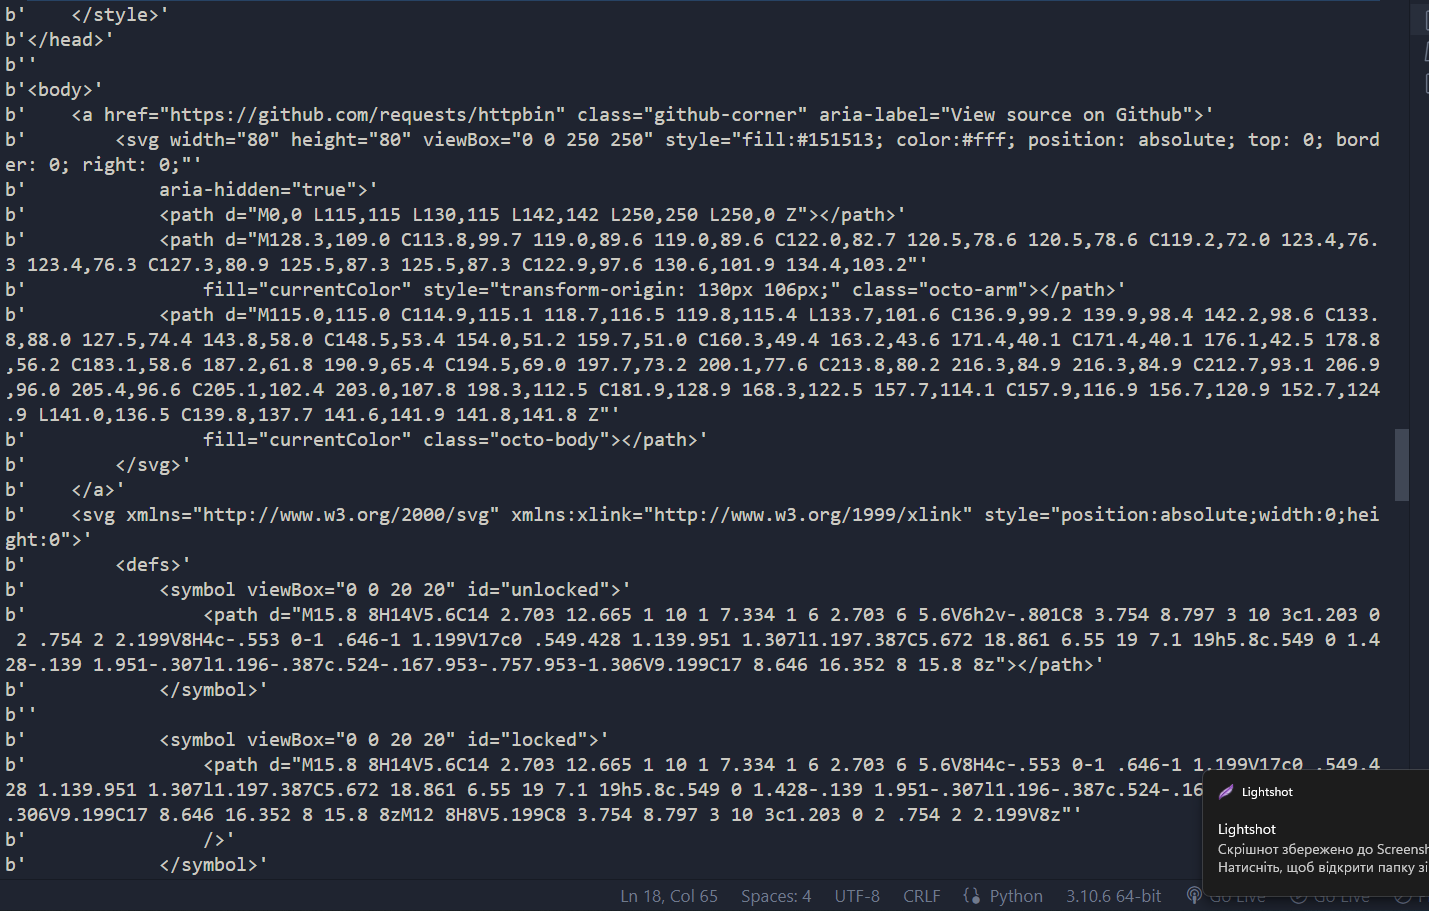 b'    </style>'
b'</head>'
b''
b'<body>'
b'    <a href="https://github.com/requests/httpbin" class="github-corner" aria-label="View source on Github">'
b'        <svg width="80" height="80" viewBox="0 0 250 250" style="fill:#151513; color:#fff; position: absolute; top: 0; bord
er: 0; right: 0;"'
b'            aria-hidden="true">'
b'            <path d="M0,0 L115,115 L130,115 L142,142 L250,250 L250,0 Z"></path>'
b'            <path d="M128.3,109.0 C113.8,99.7 119.0,89.6 119.0,89.6 C122.0,82.7 120.5,78.6 120.5,78.6 C119.2,72.0 123.4,76.
3 123.4,76.3 C127.3,80.9 125.5,87.3 125.5,87.3 C122.9,97.6 130.6,101.9 134.4,103.2"'
b'                fill="currentColor" style="transform-origin: 130px 106px;" class="octo-arm"></path>'
b'            <path d="M115.0,115.0 C114.9,115.1 118.7,116.5 119.8,115.4 L133.7,101.6 C136.9,99.2 139.9,98.4 142.2,98.6 C133.
8,88.0 127.5,74.4 143.8,58.0 C148.5,53.4 154.0,51.2 159.7,51.0 C160.3,49.4 163.2,43.6 171.4,40.1 C171.4,40.1 176.1,42.5 178.8
,56.2 C183.1,58.6 187.2,61.8 190.9,65.4 C194.5,69.0 197.7,73.2 200.1,77.6 C213.8,80.2 216.3,84.9 216.3,84.9 C212.7,93.1 206.9
,96.0 205.4,96.6 C205.1,102.4 203.0,107.8 198.3,112.5 C181.9,128.9 168.3,122.5 157.7,114.1 C157.9,116.9 156.7,120.9 152.7,124
.9 L141.0,136.5 C139.8,137.7 141.6,141.9 141.8,141.8 Z"'
b'                fill="currentColor" class="octo-body"></path>'
b'        </svg>'
b'    </a>'
b'    <svg xmlns="http://www.w3.org/2000/svg" xmlns:xlink="http://www.w3.org/1999/xlink" style="position:absolute;width:0;hei
ght:0">'
b'        <defs>'
b'            <symbol viewBox="0 0 20 20" id="unlocked">'
b'                <path d="M15.8 8H14V5.6C14 2.703 12.665 1 10 1 7.334 1 6 2.703 6 5.6V6h2v-.801C8 3.754 8.797 3 10 3c1.203 0
 2 .754 2 2.199V8H4c-.553 0-1 .646-1 1.199V17c0 .549.428 1.139.951 1.307l1.197.387C5.672 18.861 6.55 19 7.1 19h5.8c.549 0 1.4
28-.139 1.951-.307l1.196-.387c.524-.167.953-.757.953-1.306V9.199C17 8.646 16.352 8 15.8 8z"></path>'
b'            </symbol>'
b''
b'            <symbol viewBox="0 0 20 20" id="locked">'
b'                <path d="M15.8 8H14V5.6C14 2.703 12.665 1 10 1 7.334 1 6 2.703 6 5.6V8H4c-.553 0-1 .646-1 1.199V17c0 .549.4
28 1.139.951 1.307l1.197.387C5.672 18.861 6.55 19 7.1 19h5.8c.549 0 1.428-.139 1.951-.307l1.196-.387c.524-.16
.306V9.199C17 8.646 16.352 8 15.8 8zM12 8H8V5.199C8 3.754 8.797 3 10 3c1.203 0 2 .754 2 2.199V8z"'
b'                />'
b'            </symbol>'
Lightshot
Lightshot
Скрішнот збережено до Screensh
Натисніть, щоб відкрити папку зі
Ln 18, Col 65 Spaces: 4 UTF-8 CRLF Python 3.10.6 64-bit Go Live Go Live